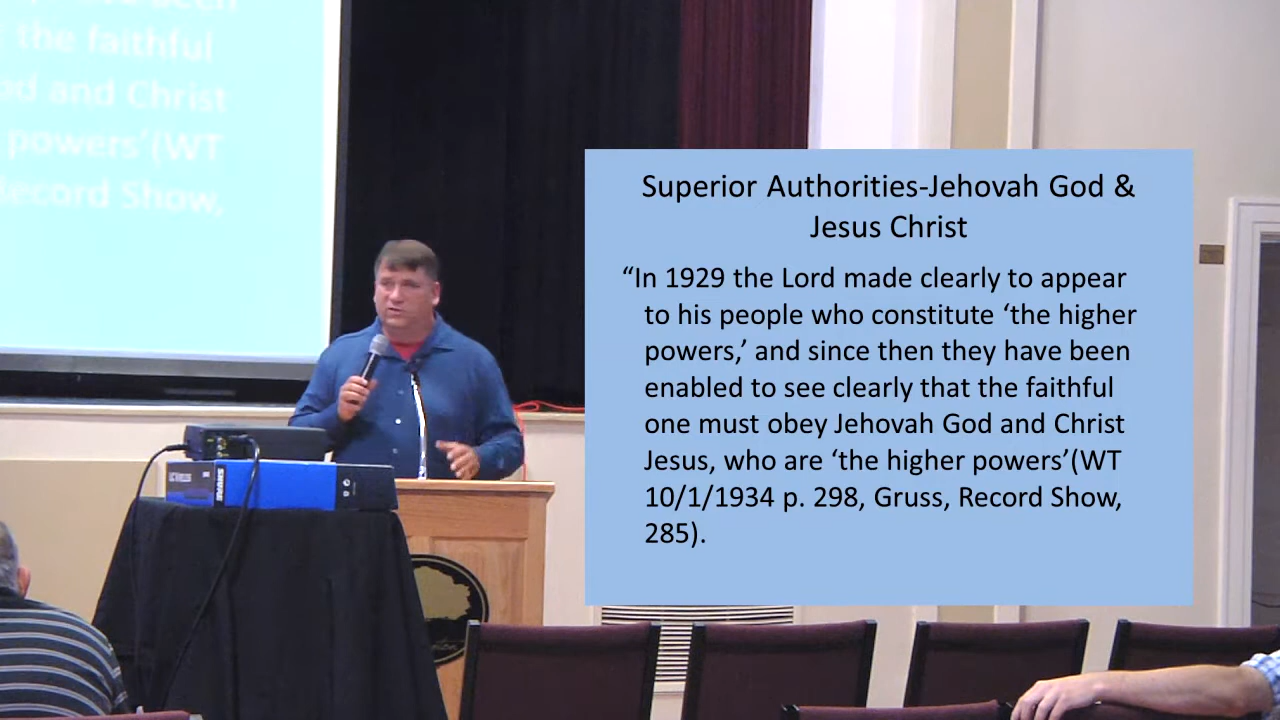 the faithful
od and Christ
powers'(WT
Record Show,
Superior Authorities-Jehovah God &
Jesus Christ
“In 1929 the Lord made clearly to appear
to his people who constitute ‘the higher
powers,’ and since then they have been
enabled to see clearly that the faithful
one must obey Jehovah God and Christ
Jesus, who are ‘the higher powers’(WT
10/1/1934 p. 298, Gruss, Record Show,
285).
SHURE